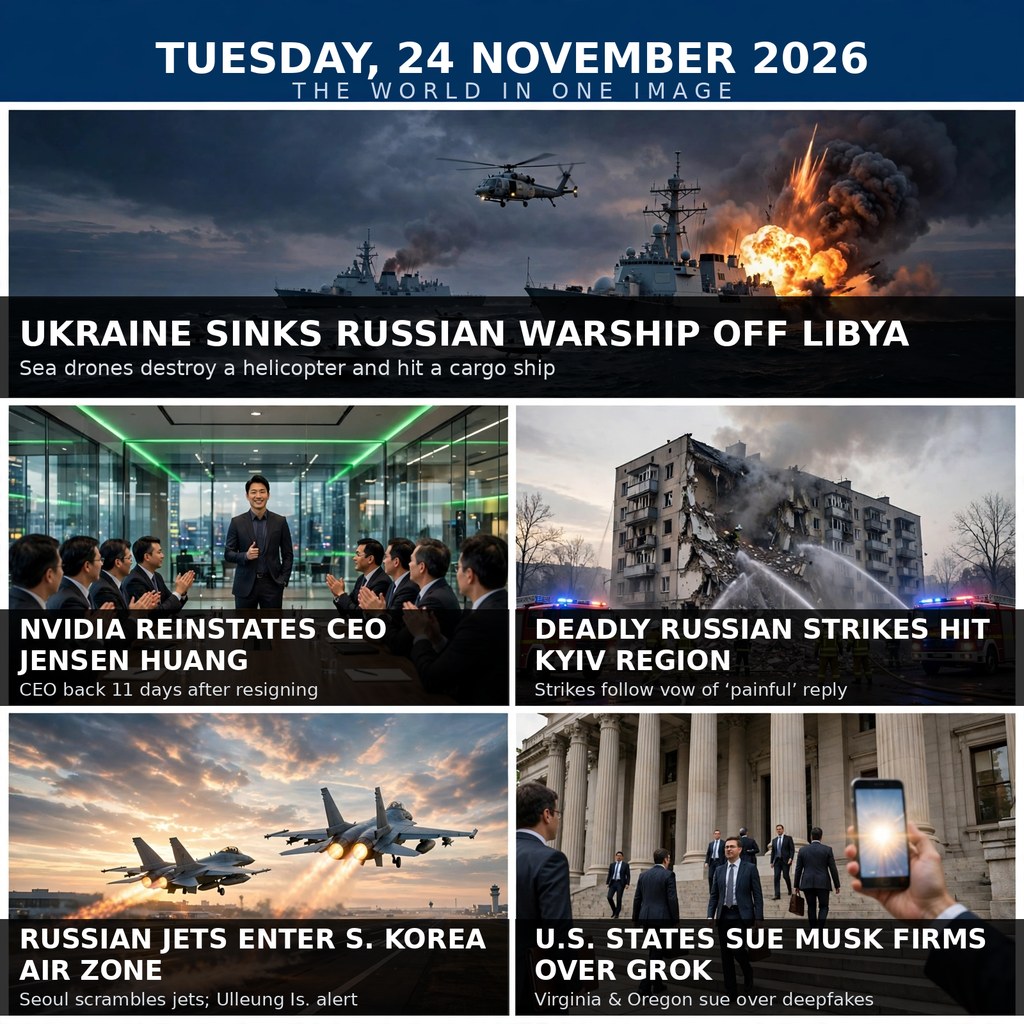 TUESDAY, 24 NOVEMBER 2026
THE WORLD IN ONE IMAGE
UKRAINE SINKS RUSSIAN WARSHIP OFF LIBYA
Sea drones destroy a helicopter and hit a cargo ship
NVIDIA REINSTATES CEO
JENSEN HUANG
CEO back 11 days after resigning
DEADLY RUSSIAN STRIKES HIT
KYIV REGION
Strikes follow vow of ‘painful’ reply
RUSSIAN JETS ENTER S. KOREA
AIR ZONE
Seoul scrambles jets; Ulleung Is. alert
U.S. STATES SUE MUSK FIRMS
OVER GROK
Virginia & Oregon sue over deepfakes